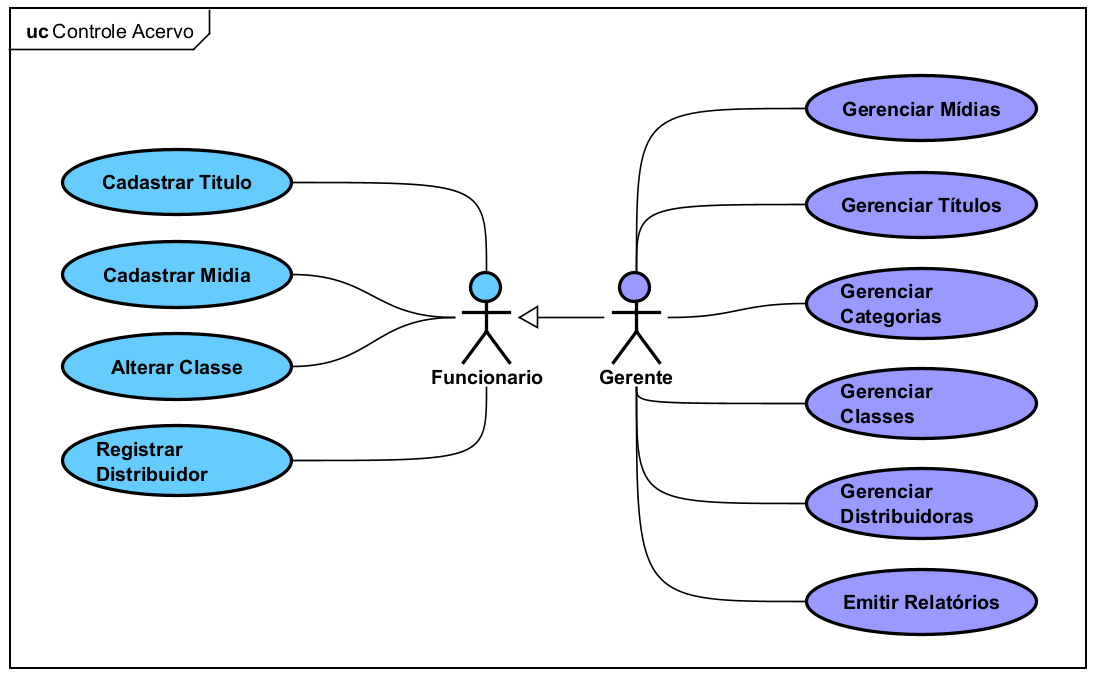 uc Controle Acervo
Cadastrar Titulo
Cadastrar Midia
Alterar Classe
Registrar
Distribuidor
Funcionario
Gerente
Gerenciar Mídias
Gerenciar Títulos
Gerenciar
Categorias
Gerenciar
Classes
Gerenciar
Distribuidoras
Emitir Relatórios